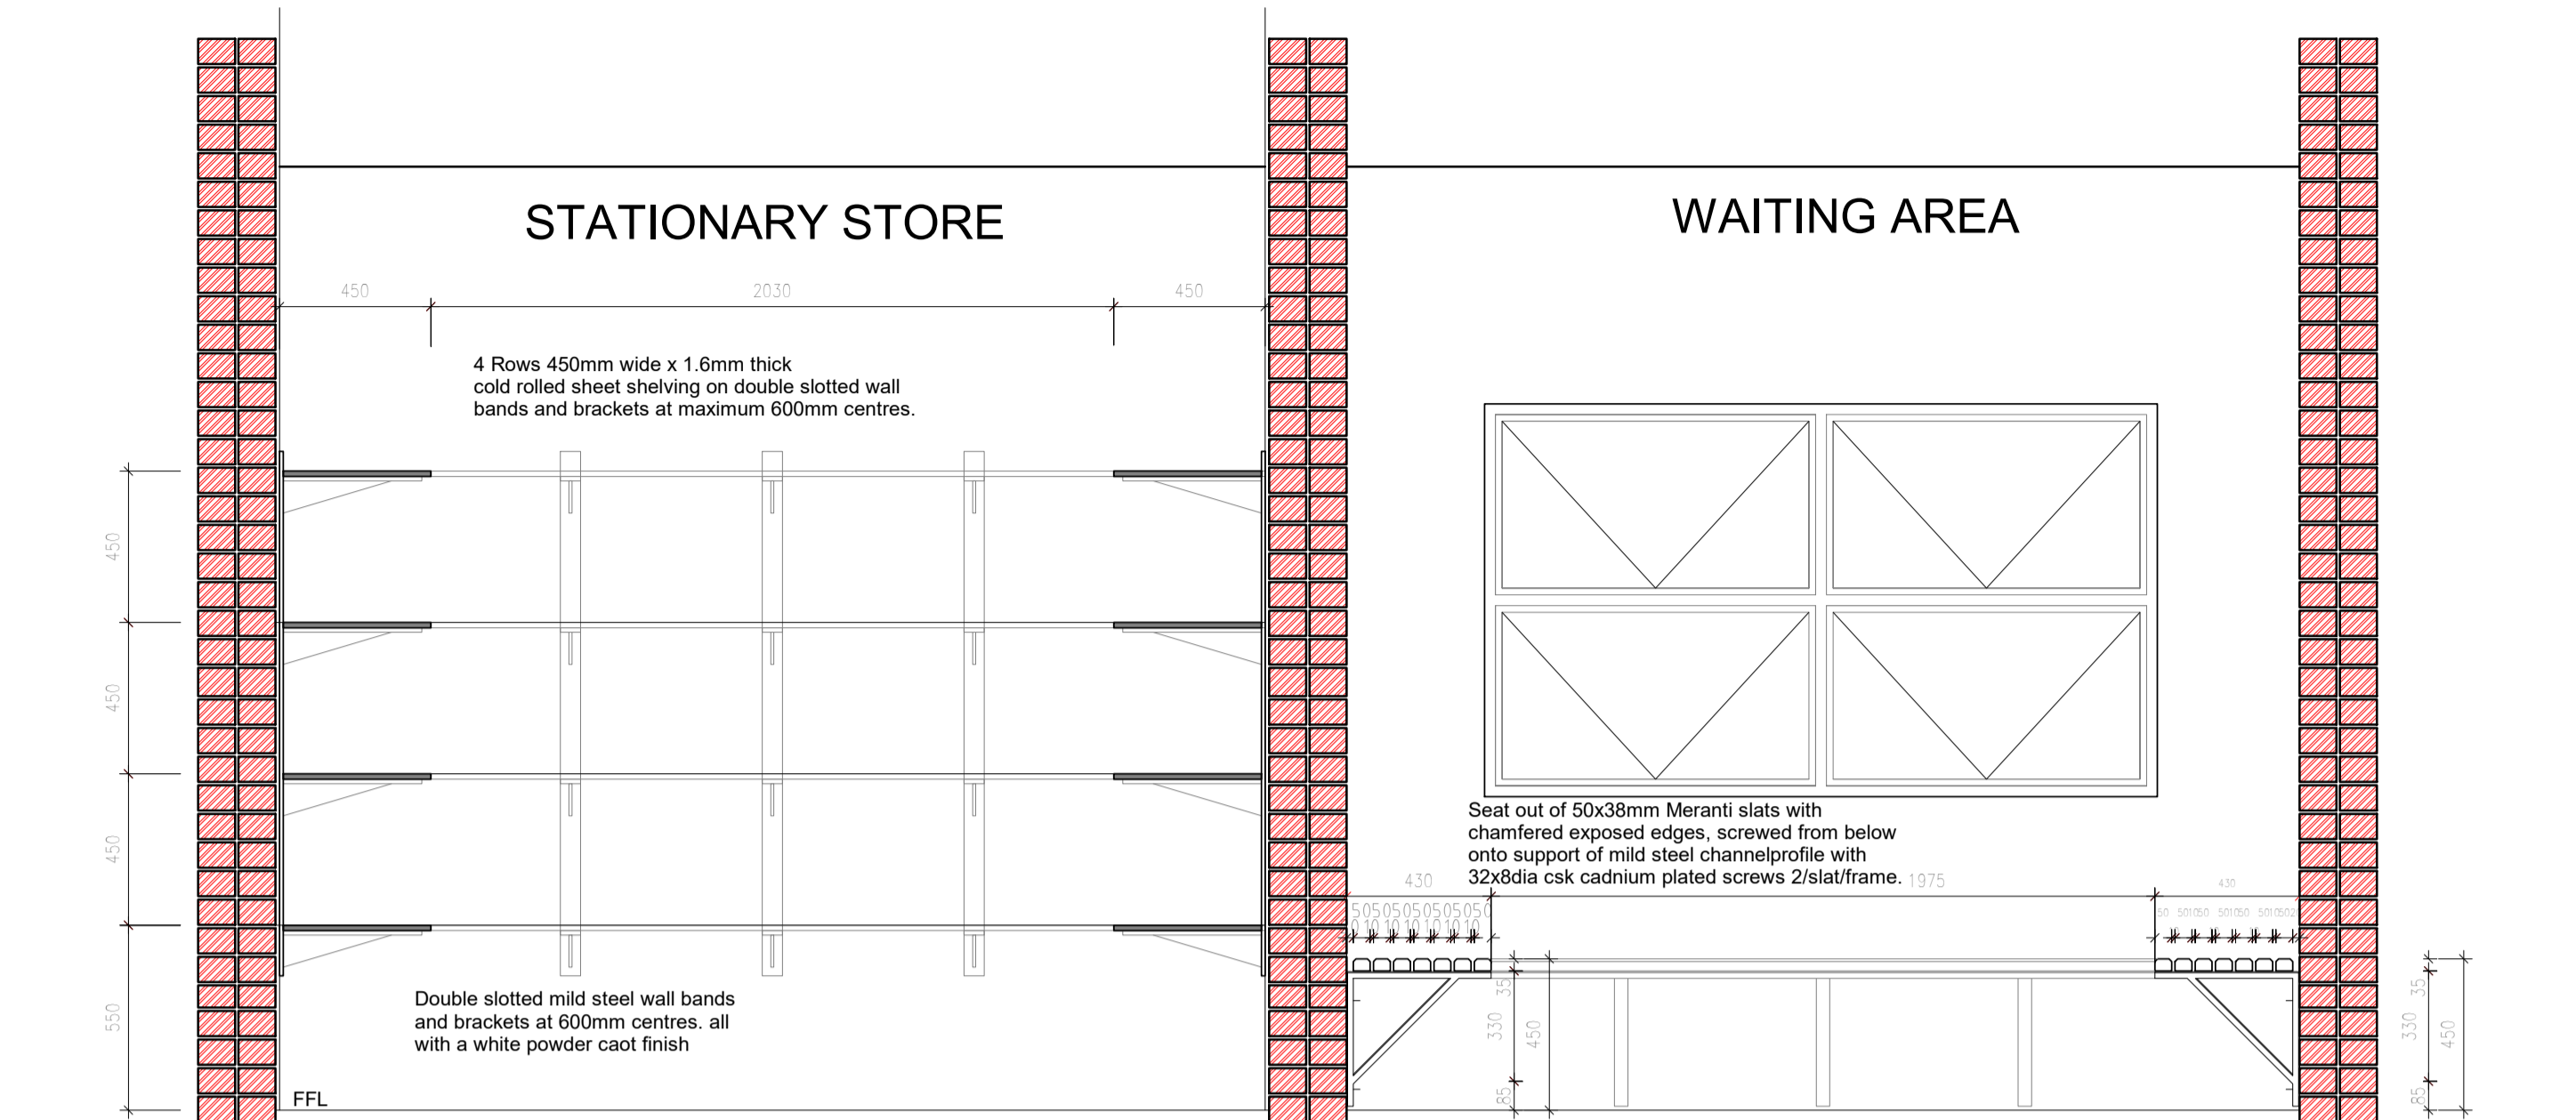 STATIONARY STORE
WAITING AREA
450
2030
450
4 Rows 450mm wide x 1.6mm thick
cold rolled sheet shelving on double slotted wall
bands and brackets at maximum 600mm centres.
450
450
450
550
Double slotted mild steel wall bands
and brackets at 600mm centres. all
with a white powder caot finish
FFL
Seat out of 50x38mm Meranti slats with
chamfered exposed edges, screwed from below
onto support of mild steel channelprofile with
32x8dia csk cadnium plated screws 2/slat/frame.
430
1975
430
35
330
450
85
35
330
450
85